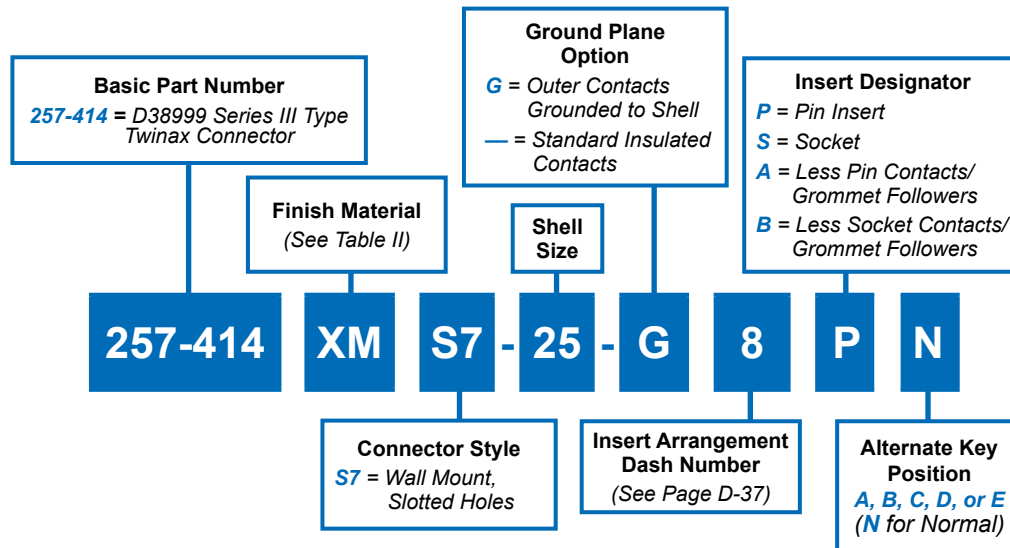 Basic Part Number
257-414 = D38999 Series III Type
Twinax Connector
Finish Material
(See Table II)
Ground Plane
Option
G = Outer Contacts
Grounded to Shell
— = Standard Insulated
Contacts
Shell
Size
Insert Designator
P = Pin Insert
S = Socket
A = Less Pin Contacts/
Grommet Followers
B = Less Socket Contacts/
Grommet Followers
257-414 XM S7 - 25 - G 8 P N
Connector Style
S7 = Wall Mount,
Slotted Holes
Insert Arrangement
Dash Number
(See Page D-37)
Alternate Key
Position
A, B, C, D, or E
(N for Normal)